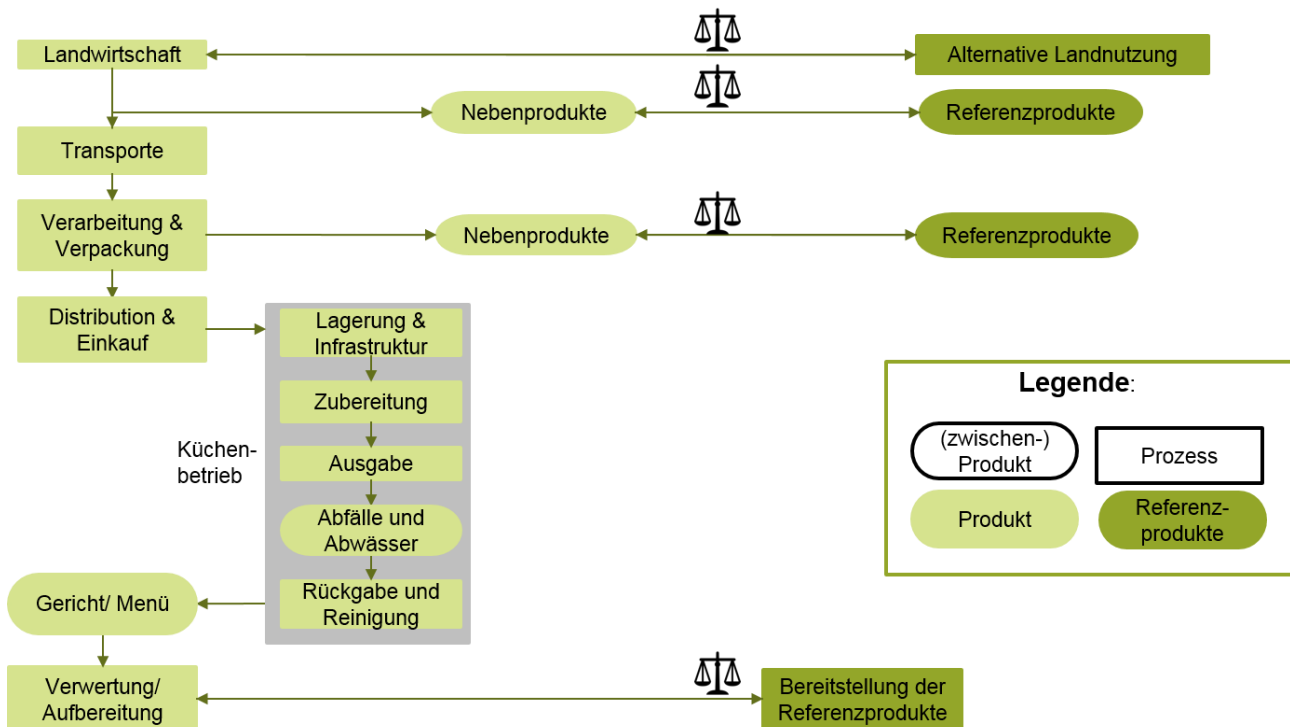 Landwirtschaft
Alternative Landnutzung
Nebenprodukte
Referenzprodukte
Transporte
Verarbeitung &
Verpackung
Nebenprodukte
Referenzprodukte
Distribution &
Einkauf
Küchen-
betrieb
Lagerung &
Infrastruktur
Zubereitung
Ausgabe
Abfälle und
Abwässer
Rückgabe und
Reinigung
Legende:
(zwischen-)
Produkt
Prozess
Produkt
Referenz-
produkte
Gericht/ Menü
Verwertung/
Aufbereitung
Bereitstellung der
Referenzprodukte